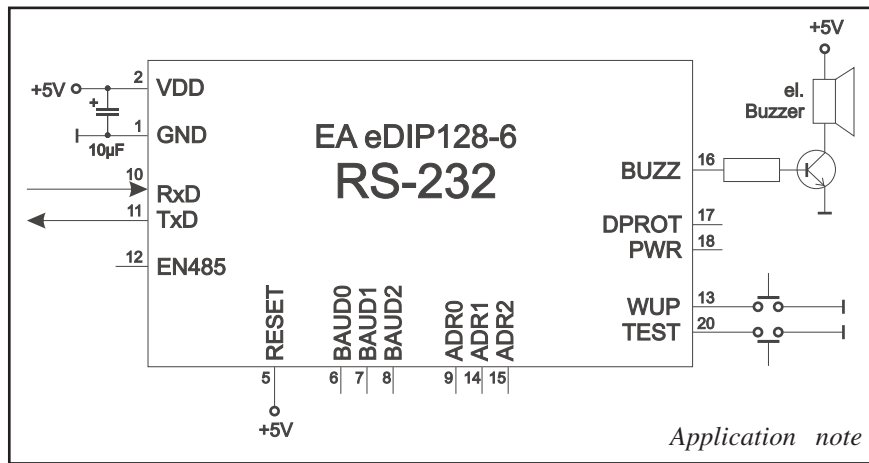 +5V
el.
Buzzer
+5V
2
VDD
+
1
GND
10µF
EA eDIP128-6
RS-232
10
RxD
11
TxD
12
EN485
BUZZ
16
DPROT
17
PWR
18
WUP
13
TEST
20
RESET
BAUD0
BAUD1
BAUD2
ADR0
ADR1
ADR2
5
6
7
8
9
14
15
+5V
Application note